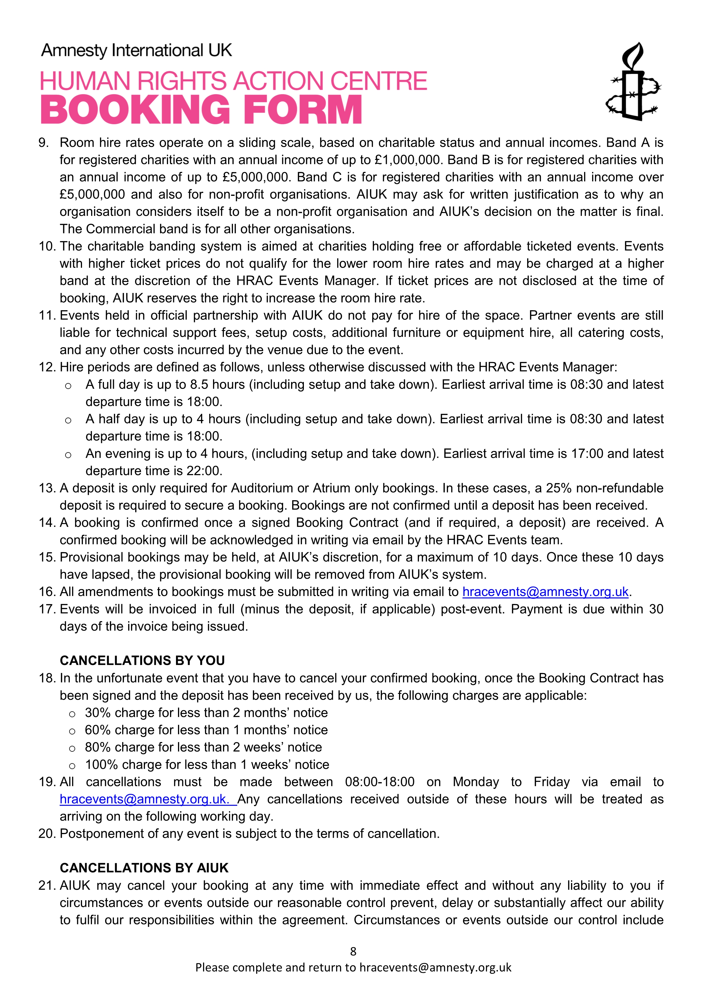 Amnesty International UK
HUMAN RIGHTS ACTION CENTRE
BOOKING FORM
9. Room hire rates operate on a sliding scale, based on charitable status and annual incomes. Band A is
for registered charities with an annual income of up to £1,000,000. Band B is for registered charities with
an annual income of up to £5,000,000. Band C is for registered charities with an annual income over
£5,000,000 and also for non-profit organisations. AIUK may ask for written justification as to why an
organisation considers itself to be a non-profit organisation and AIUK’s decision on the matter is final.
The Commercial band is for all other organisations.
10. The charitable banding system is aimed at charities holding free or affordable ticketed events. Events
with higher ticket prices do not qualify for the lower room hire rates and may be charged at a higher
band at the discretion of the HRAC Events Manager. If ticket prices are not disclosed at the time of
booking, AIUK reserves the right to increase the room hire rate.
11. Events held in official partnership with AIUK do not pay for hire of the space. Partner events are still
liable for technical support fees, setup costs, additional furniture or equipment hire, all catering costs,
and any other costs incurred by the venue due to the event.
12. Hire periods are defined as follows, unless otherwise discussed with the HRAC Events Manager:
o A full day is up to 8.5 hours (including setup and take down). Earliest arrival time is 08:30 and latest
departure time is 18:00.
o A half day is up to 4 hours (including setup and take down). Earliest arrival time is 08:30 and latest
departure time is 18:00.
o An evening is up to 4 hours, (including setup and take down). Earliest arrival time is 17:00 and latest
departure time is 22:00.
13. A deposit is only required for Auditorium or Atrium only bookings. In these cases, a 25% non-refundable
deposit is required to secure a booking. Bookings are not confirmed until a deposit has been received.
14. A booking is confirmed once a signed Booking Contract (and if required, a deposit) are received. A
confirmed booking will be acknowledged in writing via email by the HRAC Events team.
15. Provisional bookings may be held, at AIUK’s discretion, for a maximum of 10 days. Once these 10 days
have lapsed, the provisional booking will be removed from AIUK’s system.
16. All amendments to bookings must be submitted in writing via email to hracevents@amnesty.org.uk.
17. Events will be invoiced in full (minus the deposit, if applicable) post-event. Payment is due within 30
days of the invoice being issued.
CANCELLATIONS BY YOU
18. In the unfortunate event that you have to cancel your confirmed booking, once the Booking Contract has
been signed and the deposit has been received by us, the following charges are applicable:
o 30% charge for less than 2 months’ notice
o 60% charge for less than 1 months’ notice
o 80% charge for less than 2 weeks’ notice
o 100% charge for less than 1 weeks’ notice
19. All cancellations must be made between 08:00-18:00 on Monday to Friday via email to
hracevents@amnesty.org.uk. Any cancellations received outside of these hours will be treated as
arriving on the following working day.
20. Postponement of any event is subject to the terms of cancellation.
CANCELLATIONS BY AIUK
21. AIUK may cancel your booking at any time with immediate effect and without any liability to you if
circumstances or events outside our reasonable control prevent, delay or substantially affect our ability
to fulfil our responsibilities within the agreement. Circumstances or events outside our control include
8
Please complete and return to hracevents@amnesty.org.uk